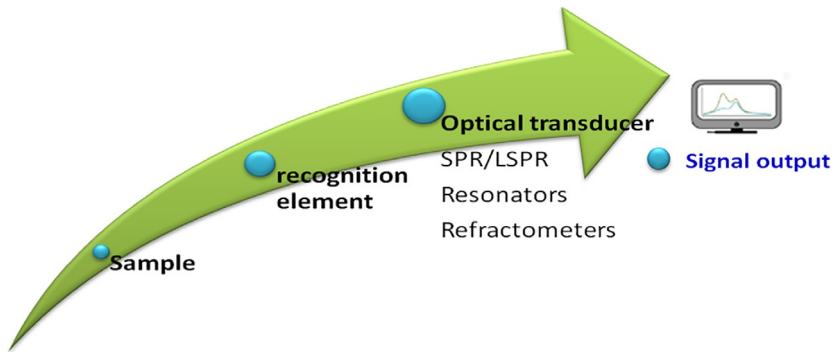 Optical transducer
SPR/LSPR
Signal output
recognition
element
Resonators
Refractometers
Sample